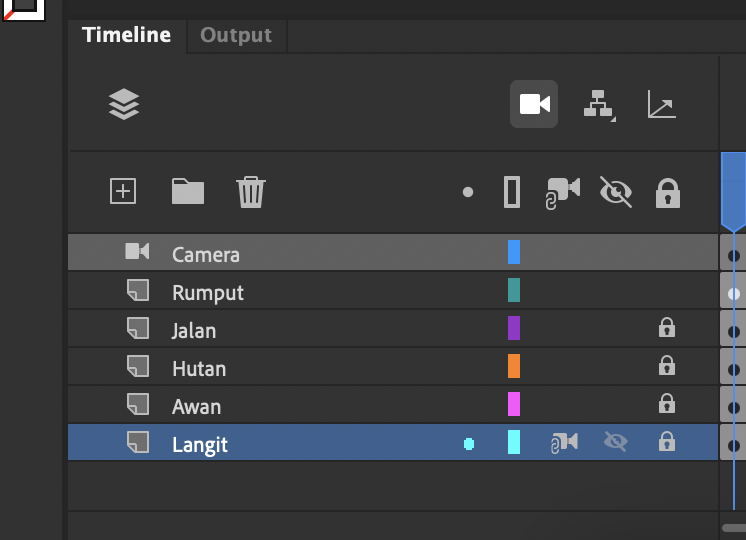 Timeline Output
Camera
Rumput
Jalan
Hutan
Awan
Langit